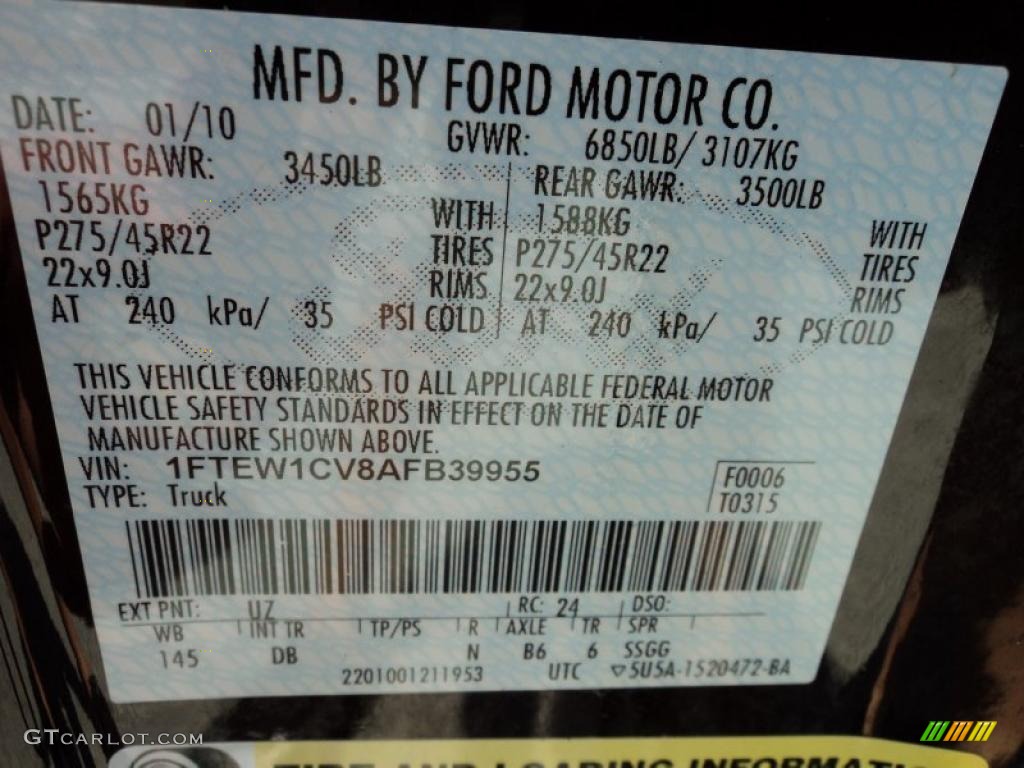 MFD. BY FORD MOTOR CO.
DATE: 01/10 GVWR: 6850LB/ 3107KG
FRONT GAWR: 3450LB REAR GAWR: 3500LB
1565KG WITH 1588KG WITH
P275/45R22 TIRES P275/45R22 TIRES
22x9.0J RIMS 22x9.0J RIMS
AT 240 kPa/ 35 PSI COLD AT 240 kPa/ 35 PSI COLD
THIS VEHICLE CONFORMS TO ALL APPLICABLE FEDERAL MOTOR
VEHICLE SAFETY STANDARDS IN EFFECT ON THE DATE OF
MANUFACTURE SHOWN ABOVE.
VIN: 1FTEW1CV8AFB39955 F0006
TYPE: Truck T0315
EXT PNT: UZ RC: 24 DSO:
WB INT TR TP/PS R AXLE TR SPR
145 DB N B6 6 SSGG
2201001211953 UTC ▽5U5A-1520472-BA
GTCARLOT.COM
TIRE AND LOADING INFORMATION